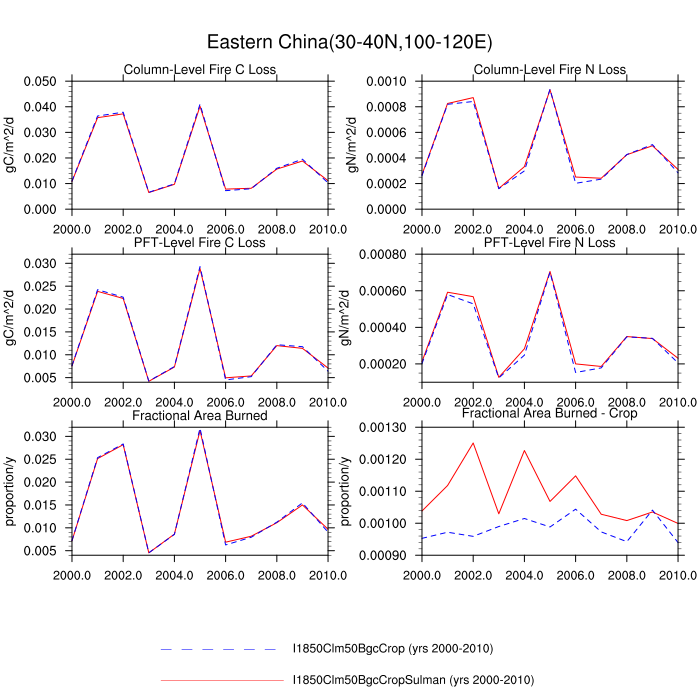 Eastern China(30-40N,100-120E)
Column-Level Fire C Loss
gC/m^2/d
0.050
0.040
0.030
0.020
0.010
0.000
2000.0 2002.0 2004.0 2006.0 2008.0 2010.0
Column-Level Fire N Loss
gN/m^2/d
0.0010
0.0008
0.0006
0.0004
0.0002
0.0000
2000.0 2002.0 2004.0 2006.0 2008.0 2010.0
PFT-Level Fire C Loss
gC/m^2/d
0.030
0.025
0.020
0.015
0.010
0.005
2000.0 2002.0 2004.0 2006.0 2008.0 2010.0
PFT-Level Fire N Loss
gN/m^2/d
0.00080
0.00060
0.00040
0.00020
2000.0 2002.0 2004.0 2006.0 2008.0 2010.0
Fractional Area Burned
proportion/y
0.030
0.025
0.020
0.015
0.010
0.005
2000.0 2002.0 2004.0 2006.0 2008.0 2010.0
Fractional Area Burned - Crop
proportion/y
0.00130
0.00120
0.00110
0.00100
0.00090
2000.0 2002.0 2004.0 2006.0 2008.0 2010.0
I1850Clm50BgcCrop (yrs 2000-2010)
I1850Clm50BgcCropSulman (yrs 2000-2010)